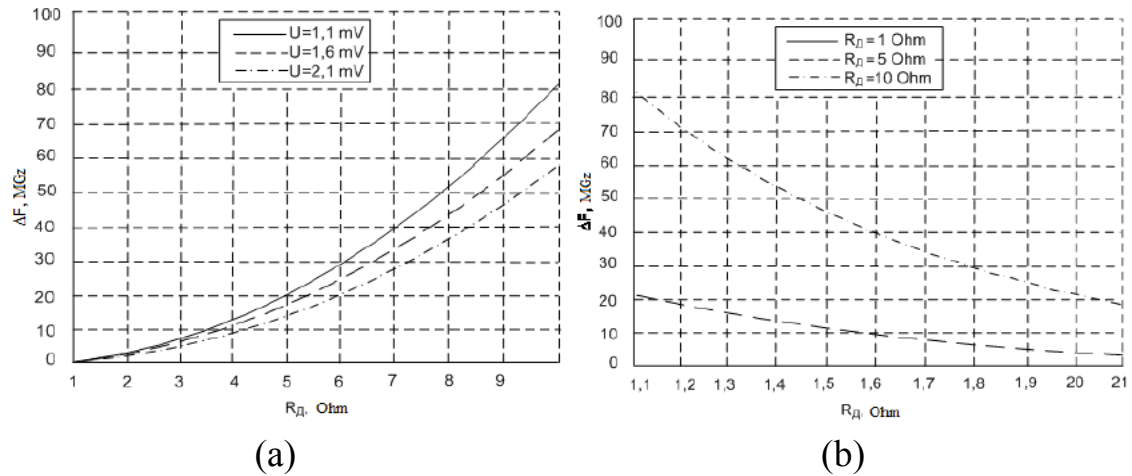 100
90
80
70
60
50
40
30
20
10
0
ΔF, MGz
U=1,1 mV
U=1,6 mV
U=2,1 mV
1 2 3 4 5 6 7 8 9
RД, Ohm
(a)
100
90
80
70
60
50
40
30
20
10
0
ΔF, MGz
RД= 1 Ohm
RД= 5 Ohm
RД=10 Ohm
1,1 1,2 1,3 1,4 1,5 1,6 1,7 1,8 1,9 20 21
RД, Ohm
(b)